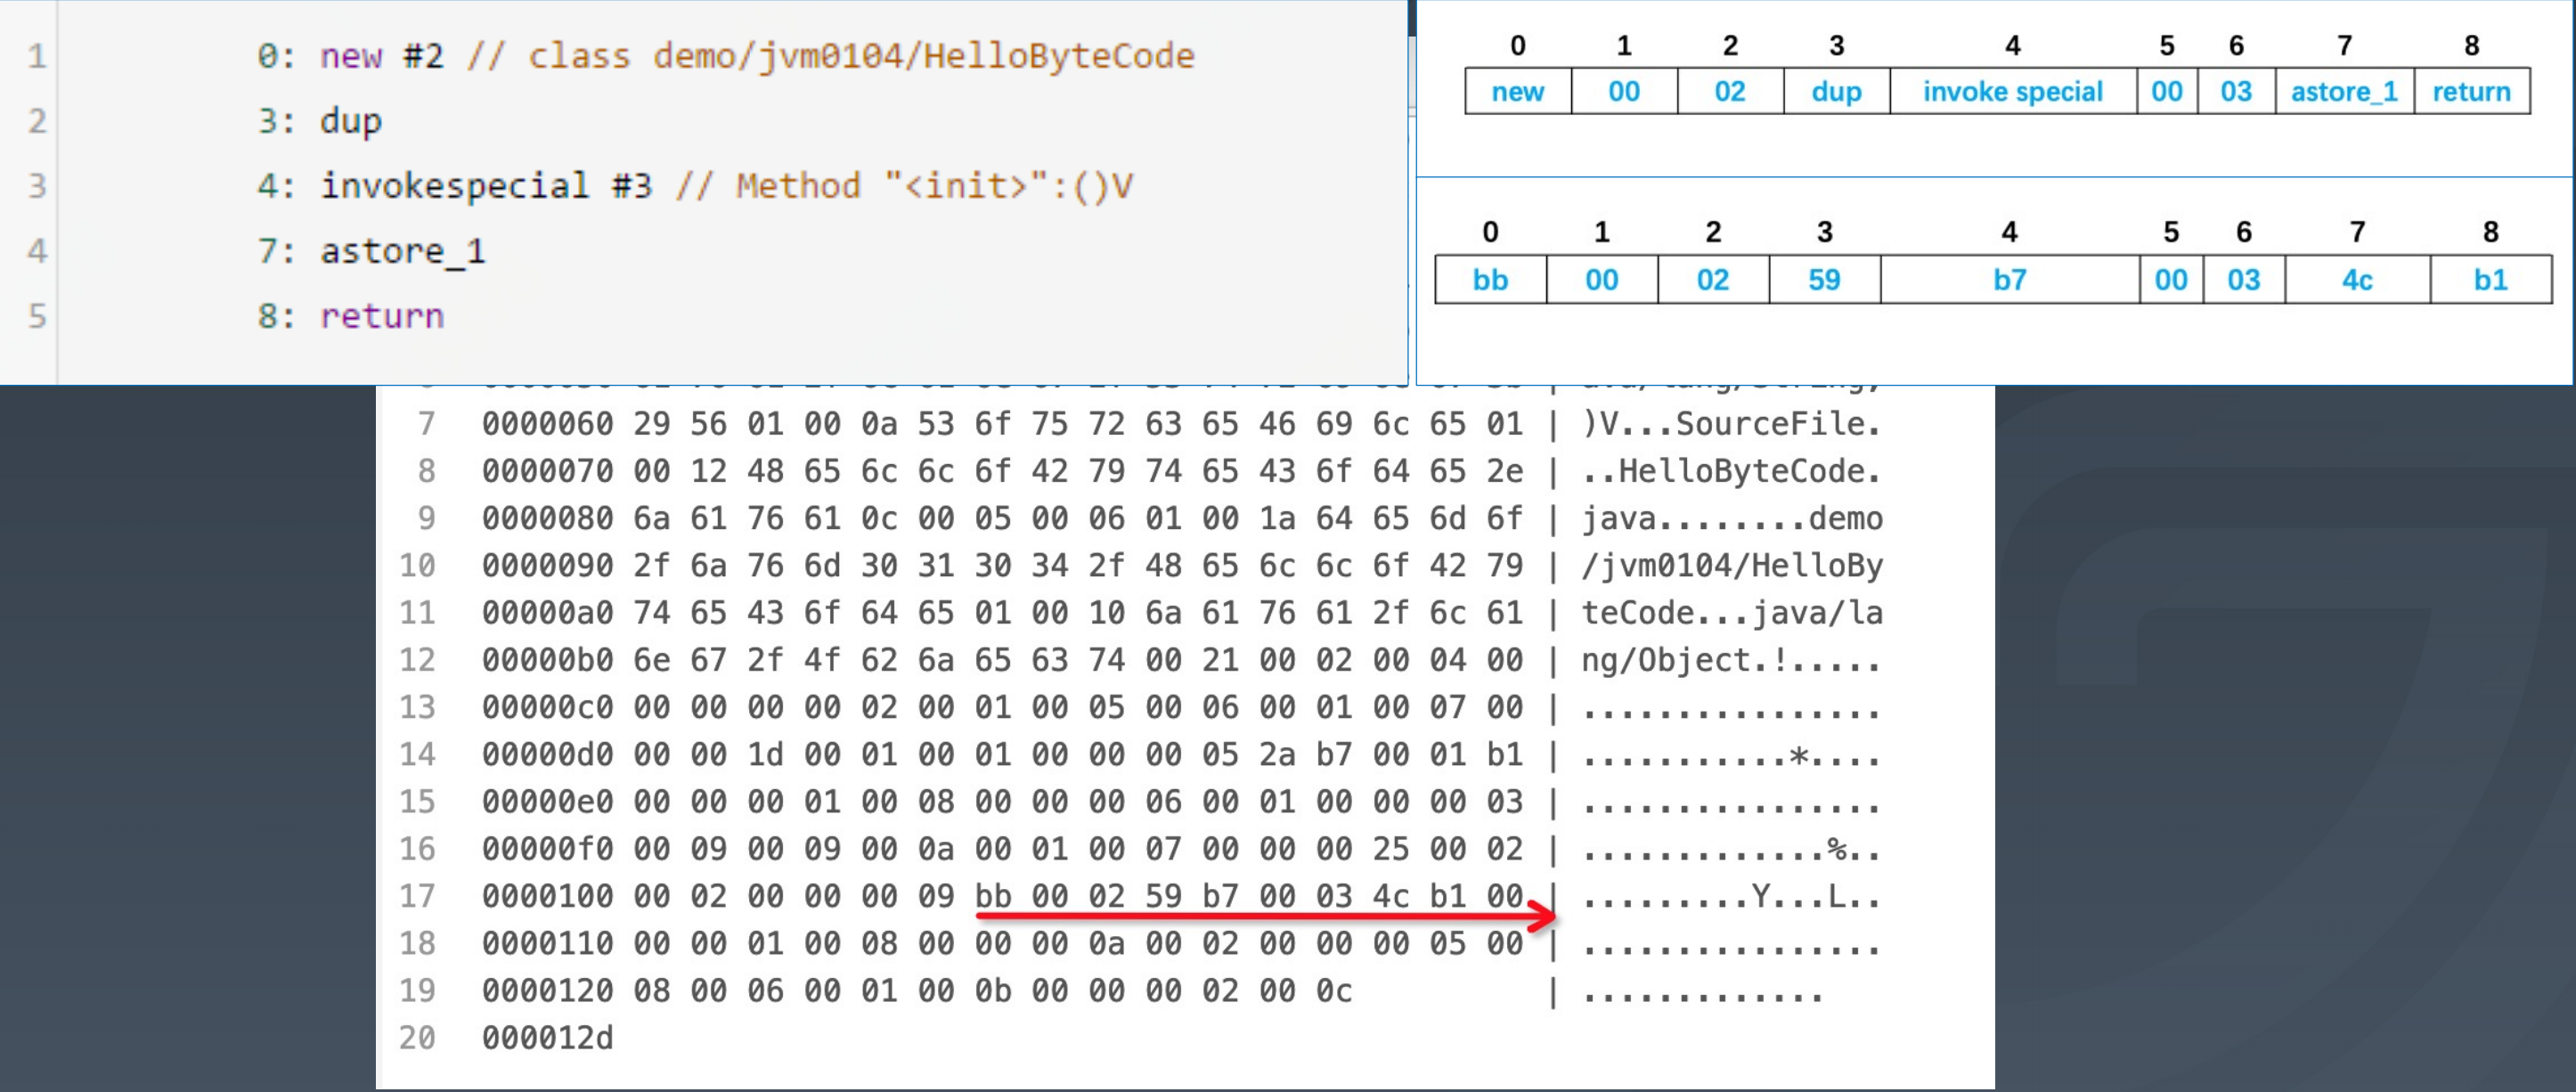 1 0: new #2 // class demo/jvm0104/HelloByteCode
2 3: dup
3 4: invokespecial #3 // Method "<init>":()V
4 7: astore_1
5 8: return
0 1 2 3 4 5 6 7 8
new 00 02 dup invoke special 00 03 astore_1 return
0 1 2 3 4 5 6 7 8
bb 00 02 59 b7 00 03 4c b1
7 0000060 29 56 01 00 0a 53 6f 75 72 63 65 46 69 6c 65 01 | )V...SourceFile.
8 0000070 00 12 48 65 6c 6c 6f 42 79 74 65 43 6f 64 65 2e | ..HelloByteCode.
9 0000080 6a 61 76 61 0c 00 05 00 06 01 00 1a 64 65 6d 6f | java........demo
10 0000090 2f 6a 76 6d 30 31 30 34 2f 48 65 6c 6c 6f 42 79 | /jvm0104/HelloBy
11 00000a0 74 65 43 6f 64 65 01 00 10 6a 61 76 61 2f 6c 61 | teCode...java/la
12 00000b0 6e 67 2f 4f 62 6a 65 63 74 00 21 00 02 00 04 00 | ng/Object.!.....
13 00000c0 00 00 00 00 02 00 01 00 05 00 06 00 01 00 07 00 | ................
14 00000d0 00 00 1d 00 01 00 01 00 00 00 05 2a b7 00 01 b1 | ...........*....
15 00000e0 00 00 00 01 00 08 00 00 00 06 00 01 00 00 00 03 | ................
16 00000f0 00 09 00 09 00 0a 00 01 00 07 00 00 00 25 00 02 | .............%..
17 0000100 00 02 00 00 00 09 bb 00 02 59 b7 00 03 4c b1 00 | .........Y...L..
18 0000110 00 00 01 00 08 00 00 00 0a 00 02 00 00 00 05 00 | ................
19 0000120 08 00 06 00 01 00 0b 00 00 00 02 00 0c | .............
20 000012d